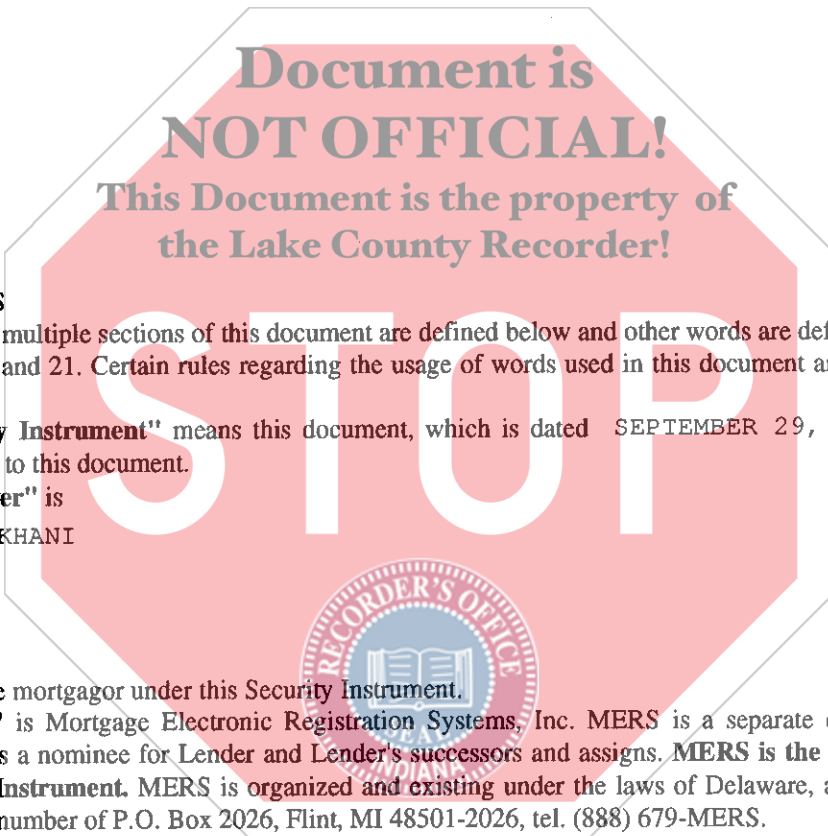 Document is
NOT OFFICIAL!
This Document is the property of
the Lake County Recorder!
S
multiple sections of this document are defined below and other words are def
and 21. Certain rules regarding the usage of words used in this document a
STOP
y Instrument" means this document, which is dated SEPTEMBER 29,
to this document.
er" is
KHANI
RECORDER'S OFFICE
SEAL
INDIANA
e mortgagor under this Security Instrument.
" is Mortgage Electronic Registration Systems, Inc. MERS is a separate
s a nominee for Lender and Lender's successors and assigns. MERS is the
Instrument. MERS is organized and existing under the laws of Delaware, a
number of P.O. Box 2026, Flint, MI 48501-2026, tel. (888) 679-MERS.